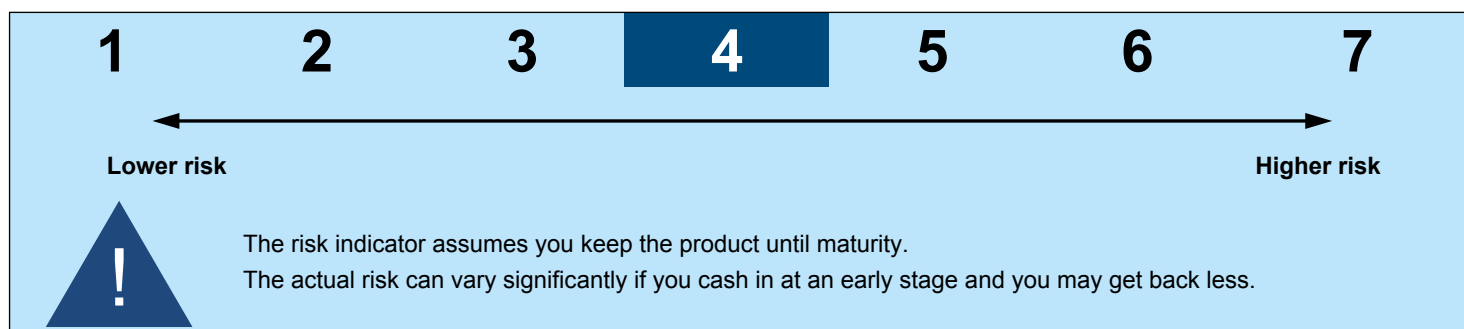 1 2 3 4 5 6 7
Lower risk Higher risk
!
The risk indicator assumes you keep the product until maturity.
The actual risk can vary significantly if you cash in at an early stage and you may get back less.